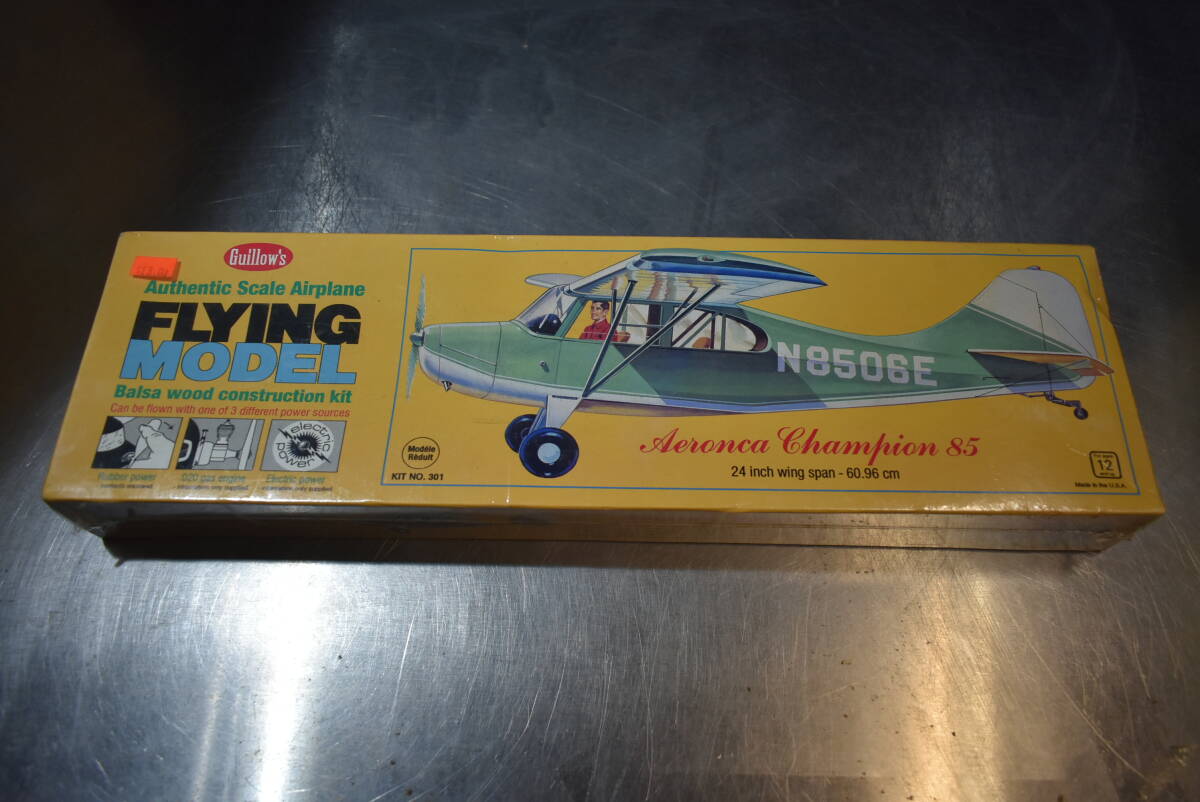 Guillow's
Authentic Scale Airplane
FLYING
MODEL
Balsa wood construction kit
Can be flown with one of 3 different power sources
electric
power
Rubber power
.020 gas engine
Electric power
Modèle
Réduit
KIT NO. 301
N8506E
Aeronca Champion 85
24 inch wing span - 60.96 cm
For ages
12
Made in the U.S.A.